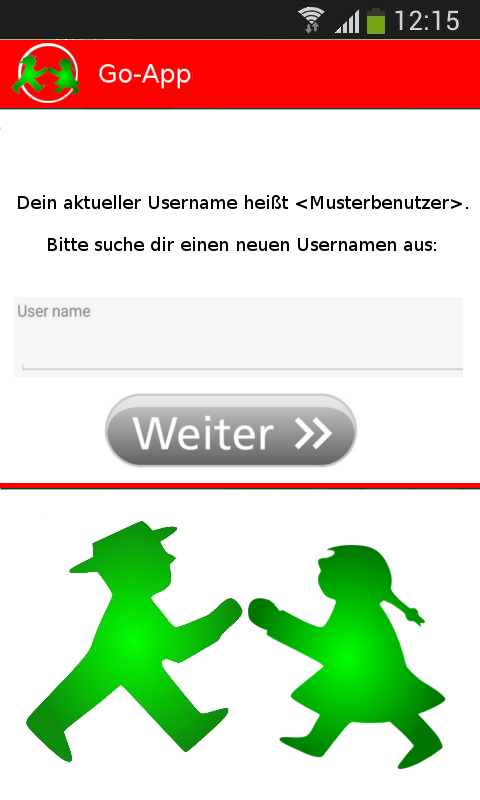 12:15
Go-App
Dein aktueller Username heißt <Musterbenutzer>.
Bitte suche dir einen neuen Usernamen aus:
User name
Weiter >>